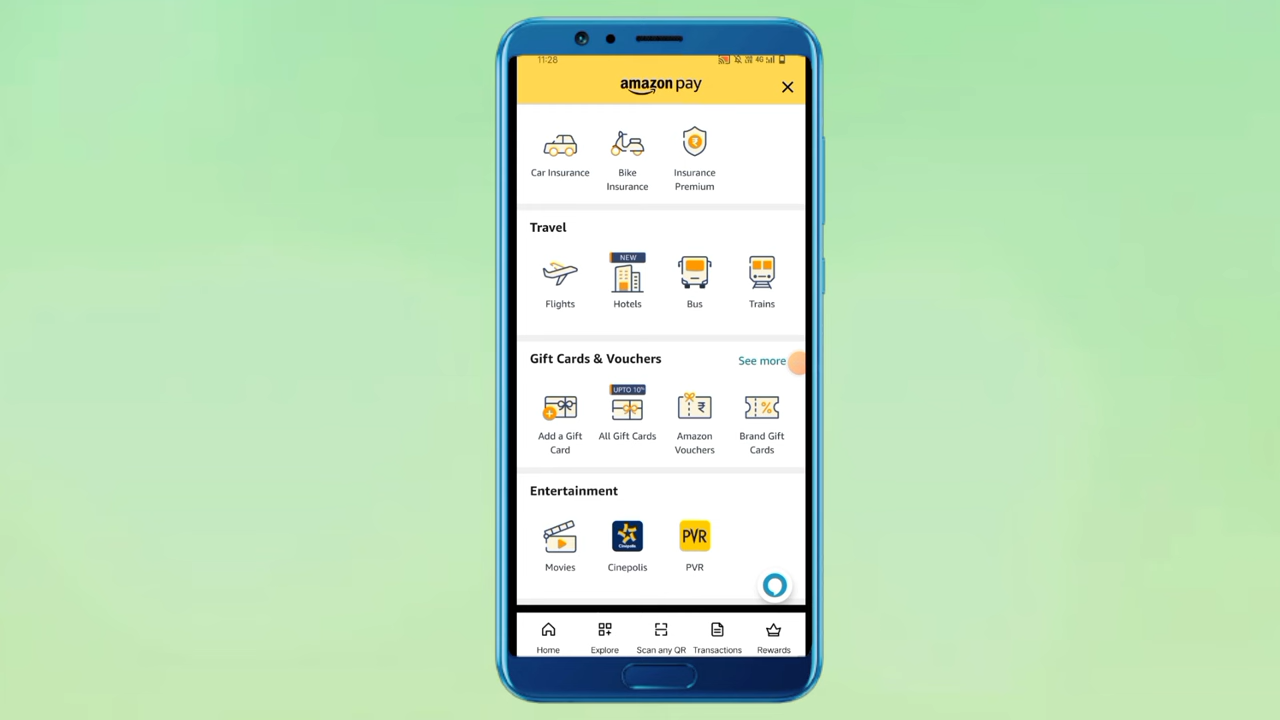 11:28
4G
amazon pay
Car Insurance
Bike
Insurance
Insurance
Premium
Travel
NEW
Flights
Hotels
Bus
Trains
Gift Cards & Vouchers
See more
UPTO 10%
Add a Gift
Card
All Gift Cards
Amazon
Vouchers
Brand Gift
Cards
Entertainment
Cinepolis
PVR
Movies
Cinepolis
PVR
Home
Explore
Scan any QR
Transactions
Rewards